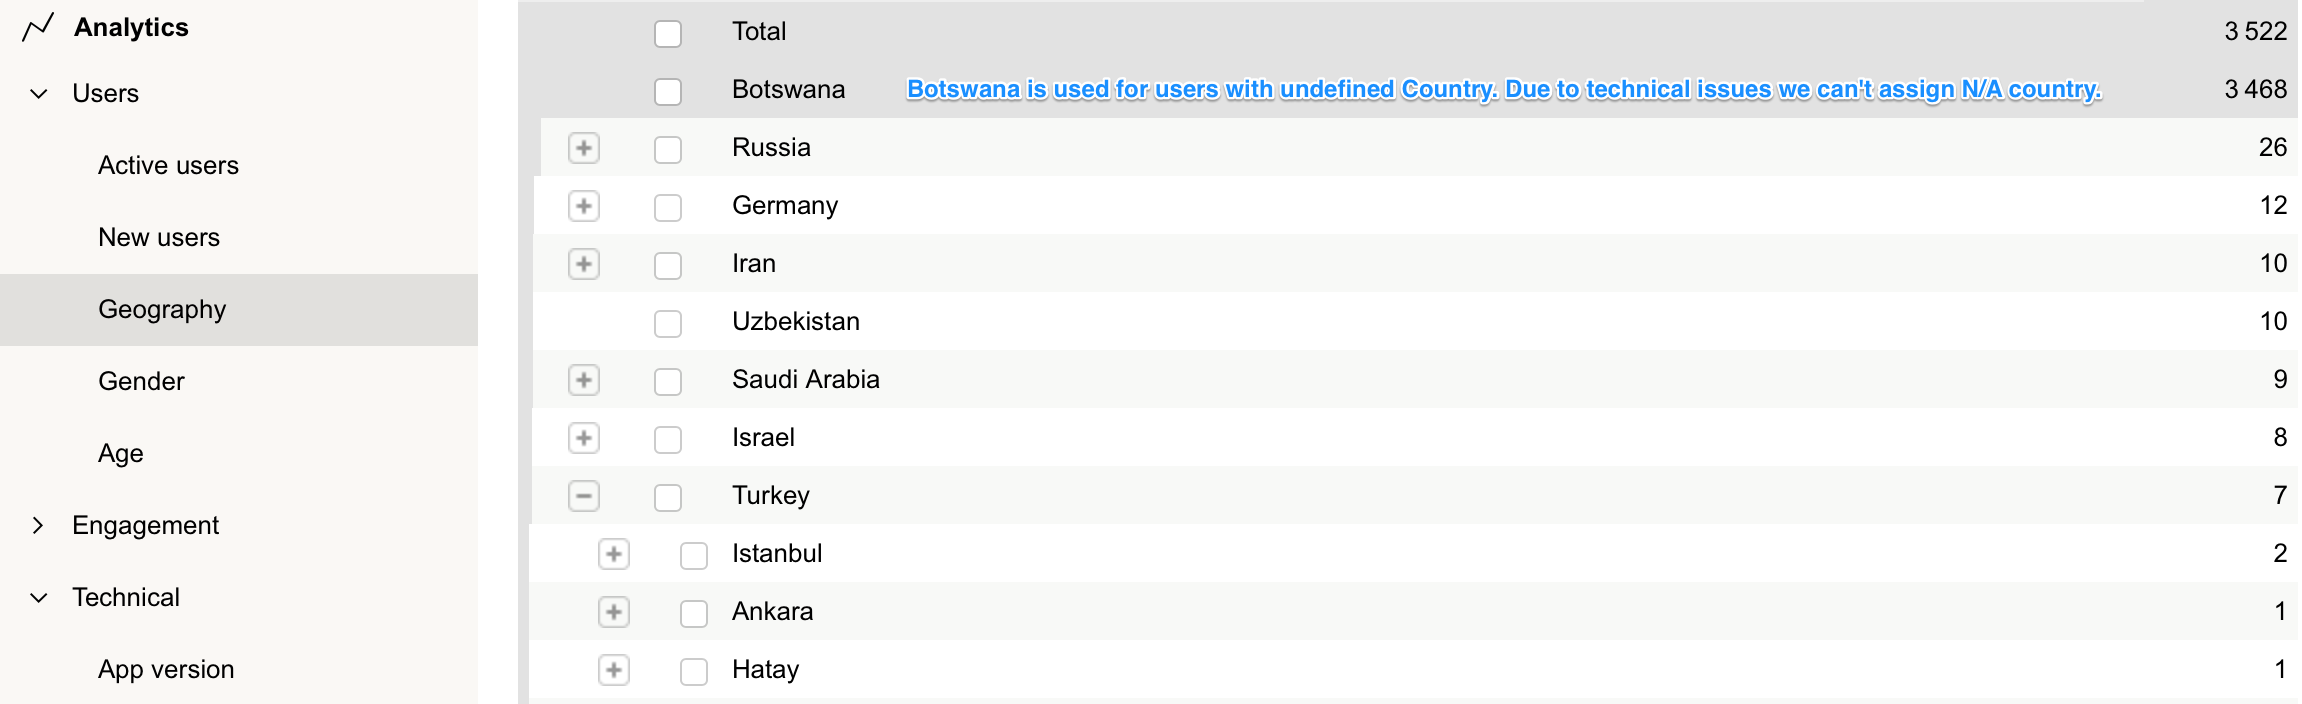 Analytics
Users
Active users
New users
Geography
Gender
Age
Engagement
Technical
App version
Total 3 522
Botswana Botswana is used for users with undefined Country. Due to technical issues we can't assign N/A country. 3 468
Russia 26
Germany 12
Iran 10
Uzbekistan 10
Saudi Arabia 9
Israel 8
Turkey 7
Istanbul 2
Ankara 1
Hatay 1